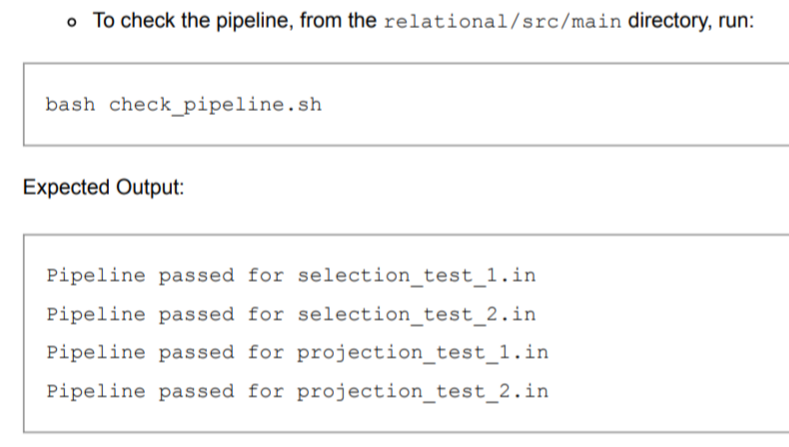 To check the pipeline, from the relational/src/main directory, run:
bash check_pipeline.sh
Expected Output:
Pipeline passed for selection_test_1.in
Pipeline passed for selection_test_2.in
Pipeline passed for projection_test_1.in
Pipeline passed for projection_test_2.in